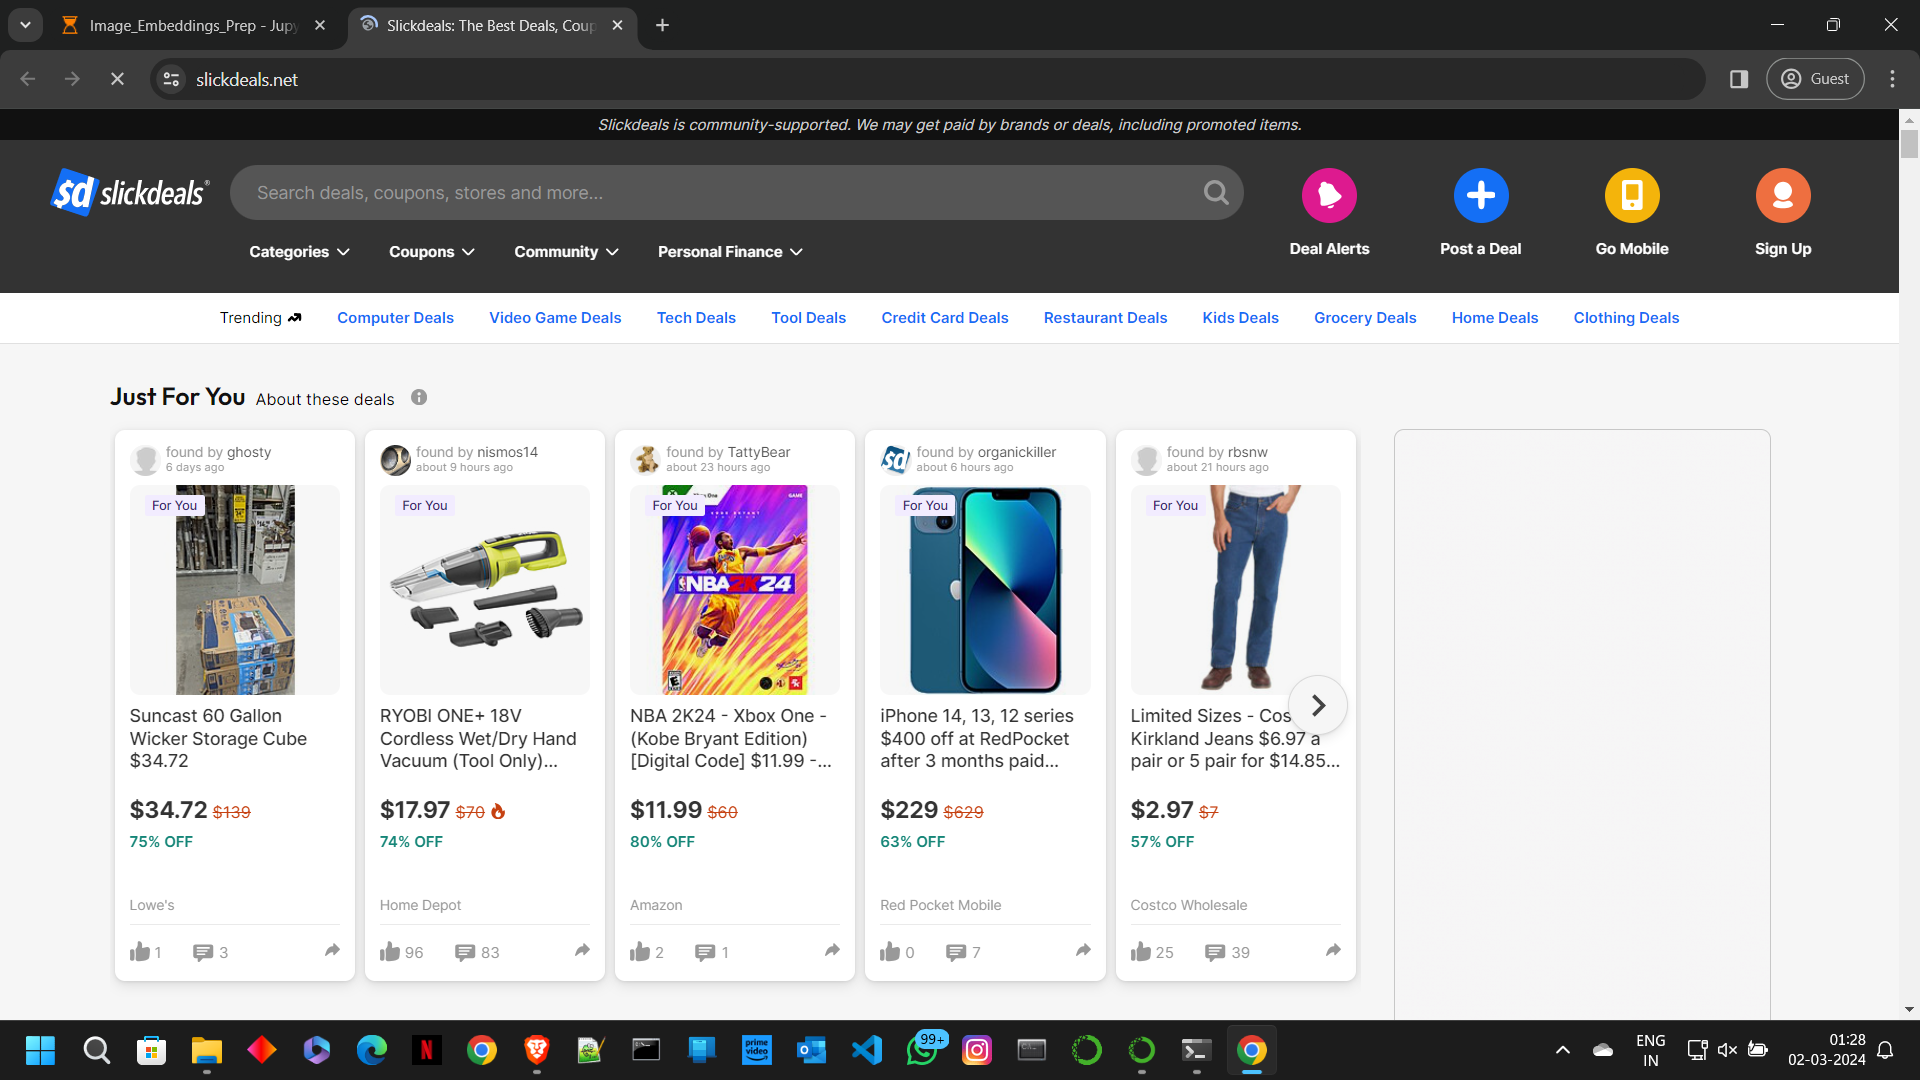 Image_Embeddings_Prep - Jupy
Slickdeals: The Best Deals, Coup
slickdeals.net
Guest
Slickdeals is community-supported. We may get paid by brands or deals, including promoted items.
sd slickdeals®
Search deals, coupons, stores and more...
Deal Alerts
Post a Deal
Go Mobile
Sign Up
Categories
Coupons
Community
Personal Finance
Trending
Computer Deals
Video Game Deals
Tech Deals
Tool Deals
Credit Card Deals
Restaurant Deals
Kids Deals
Grocery Deals
Home Deals
Clothing Deals
Just For You About these deals
found by ghosty
6 days ago
For You
Suncast 60 Gallon
Wicker Storage Cube
$34.72
$34.72 $139
75% OFF
Lowe's
1 3
found by nismos14
about 9 hours ago
For You
RYOBI ONE+ 18V
Cordless Wet/Dry Hand
Vacuum (Tool Only)...
$17.97 $70
74% OFF
Home Depot
96 83
found by TattyBear
about 23 hours ago
For You
GAME
NBA 2K24
NBA 2K24 - Xbox One -
(Kobe Bryant Edition)
[Digital Code] $11.99 -...
$11.99 $60
80% OFF
Amazon
2 1
found by organickiller
about 6 hours ago
For You
iPhone 14, 13, 12 series
$400 off at RedPocket
after 3 months paid...
$229 $629
63% OFF
Red Pocket Mobile
0 7
found by rbsnw
about 21 hours ago
For You
Limited Sizes - Cos
Kirkland Jeans $6.97 a
pair or 5 pair for $14.85...
$2.97 $7
57% OFF
Costco Wholesale
25 39
prime video
99+
ENG
IN
01:28
02-03-2024